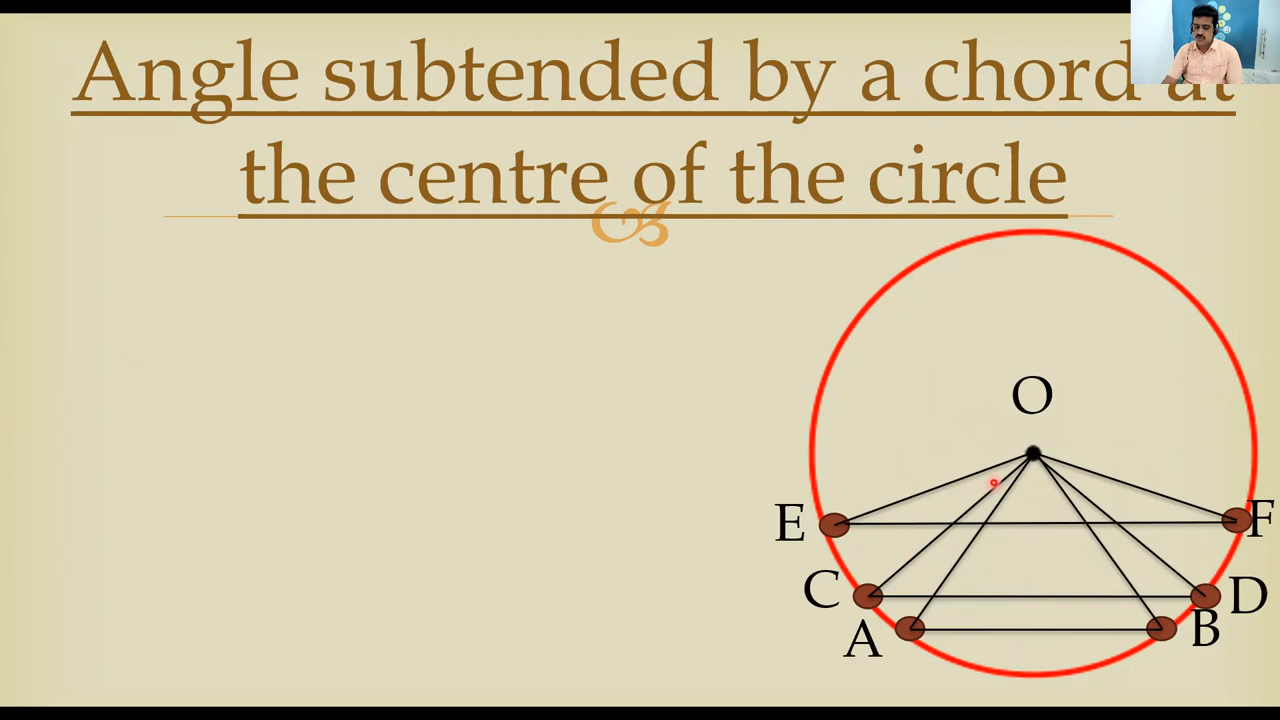 Angle subtended by a chord at
the centre of the circle
O
E
F
C
D
A
B